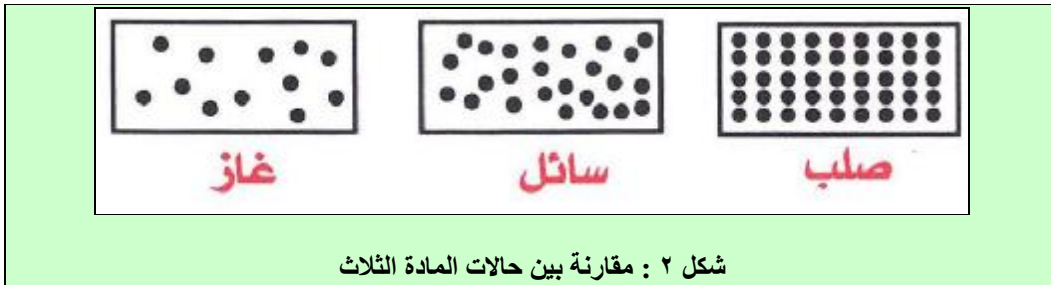 صلب سائل غاز
شكل ٢ : مقارنة بين حالات المادة الثلاث